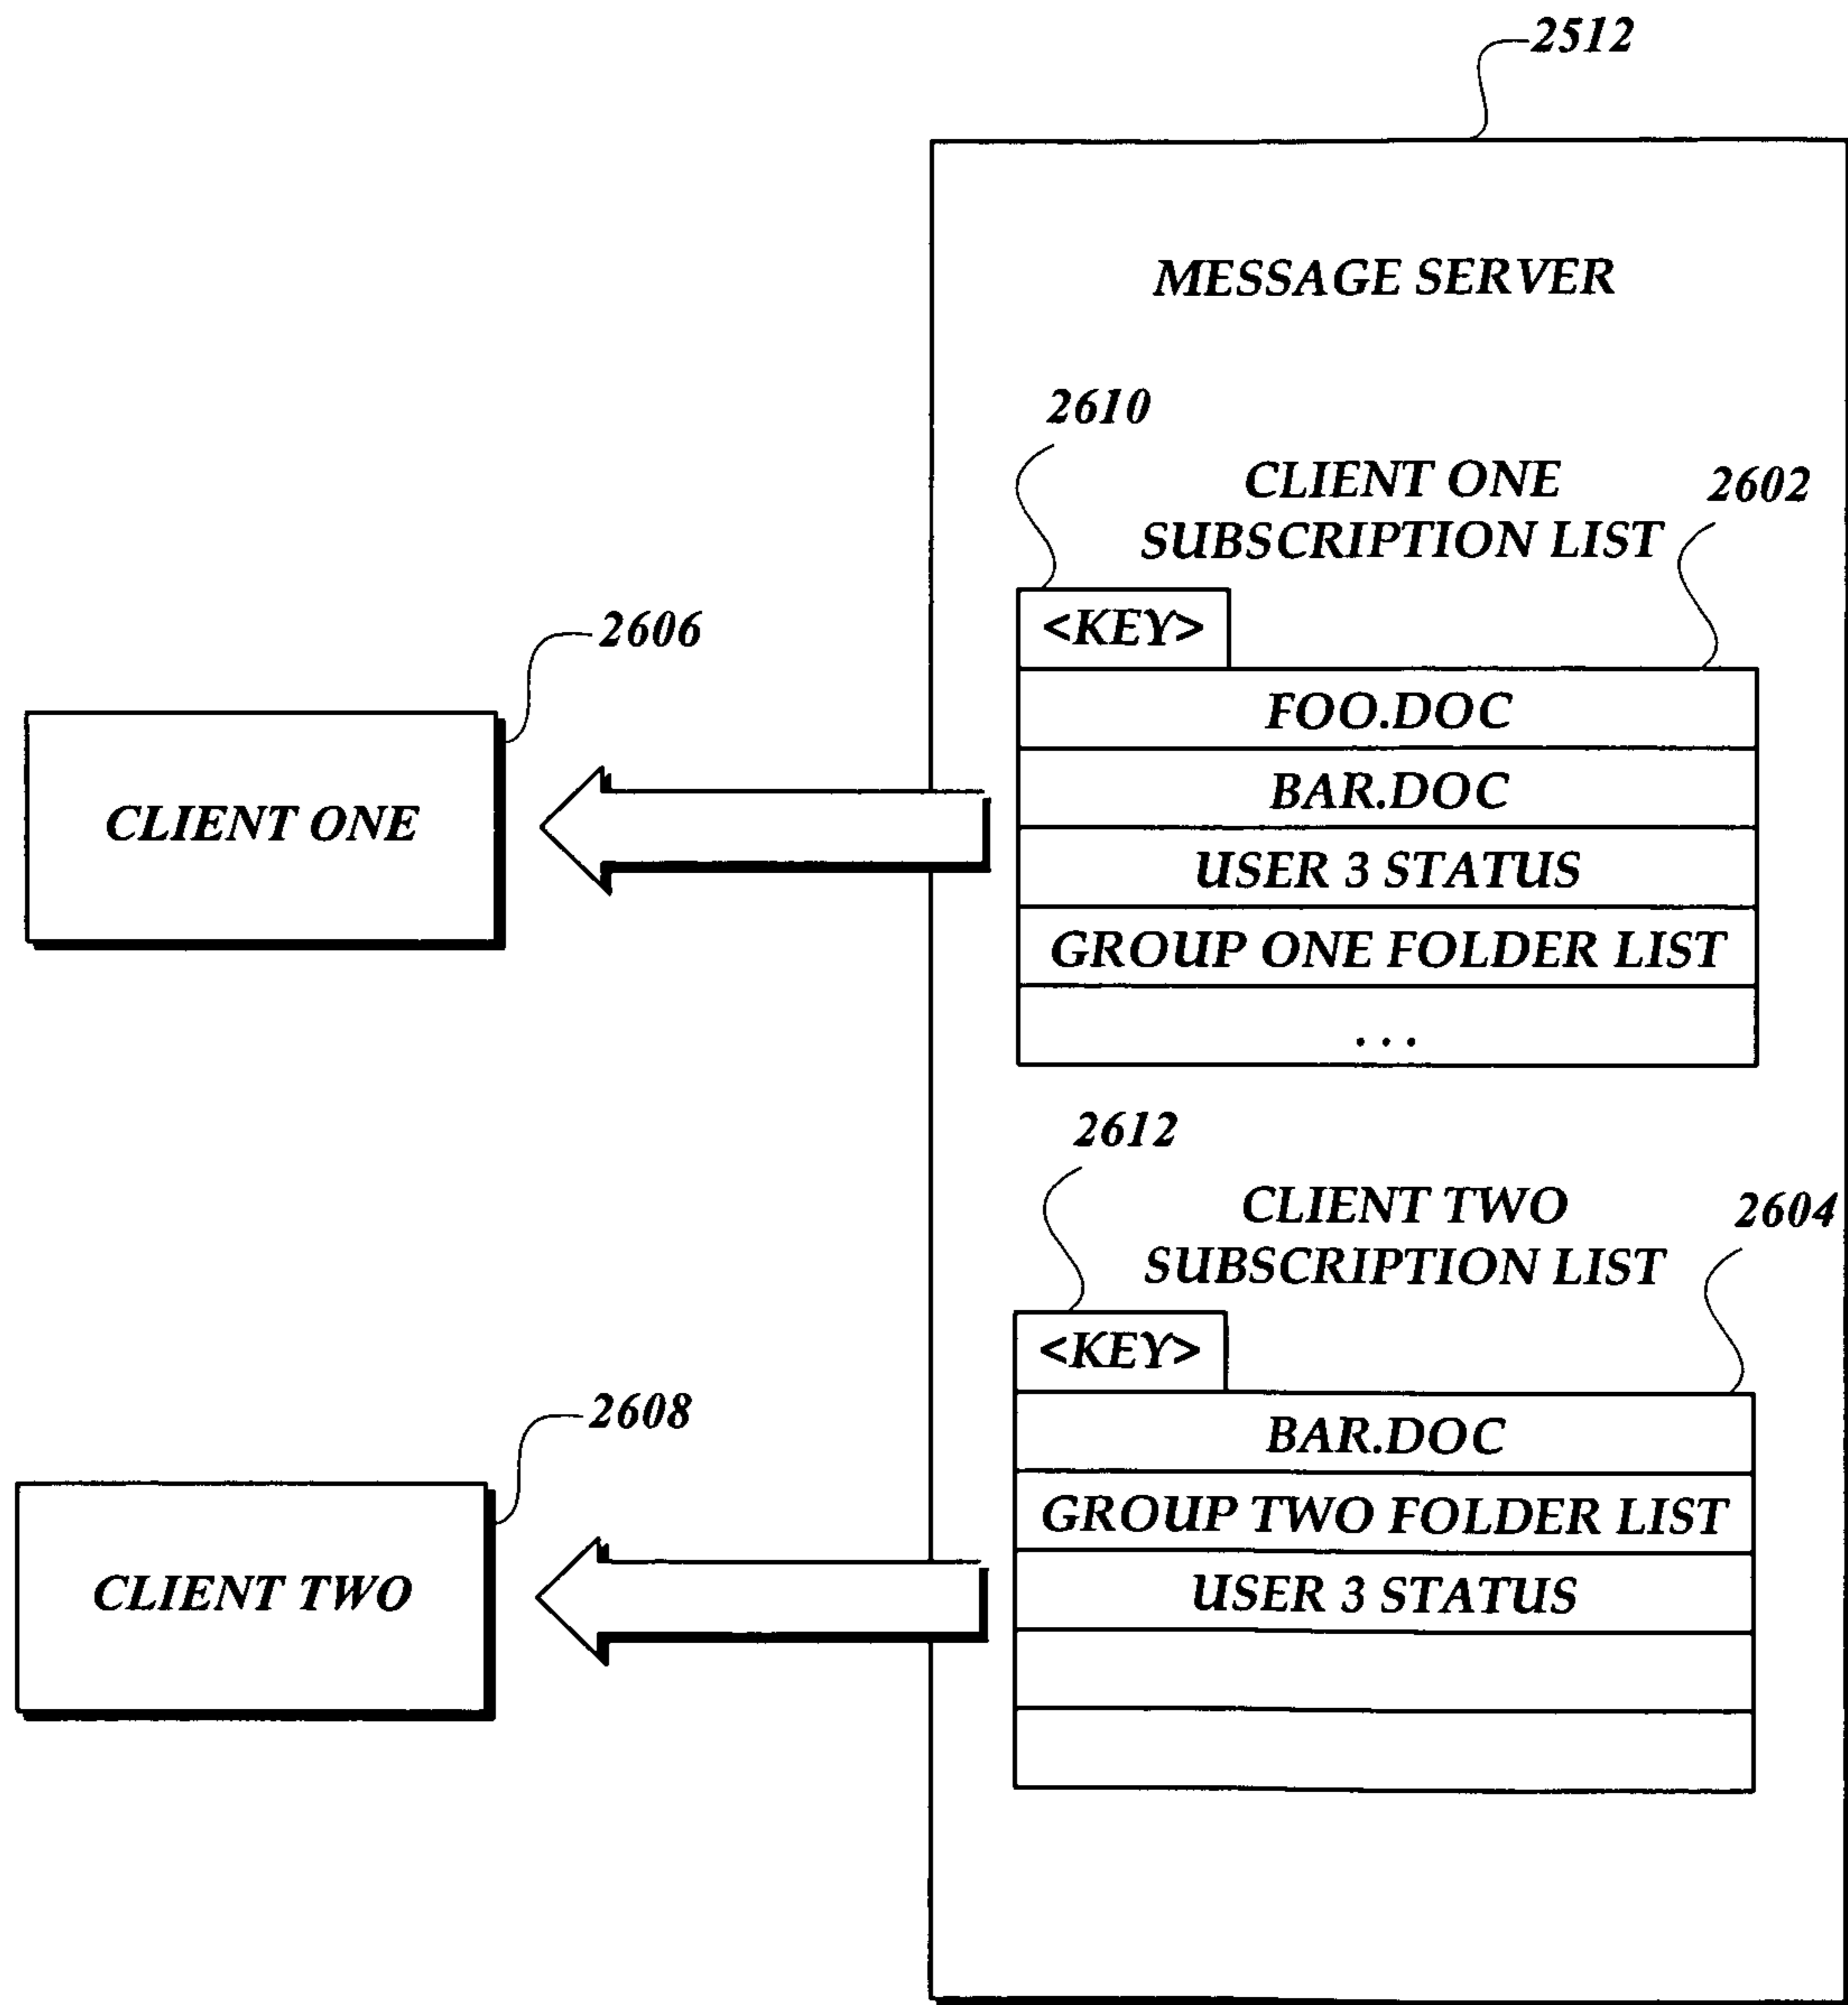 2512
MESSAGE SERVER
2610
CLIENT ONE
SUBSCRIPTION LIST
2602
<KEY>
FOO.DOC
BAR.DOC
USER 3 STATUS
GROUP ONE FOLDER LIST
...
2606
CLIENT ONE
2612
CLIENT TWO
SUBSCRIPTION LIST
2604
<KEY>
BAR.DOC
GROUP TWO FOLDER LIST
USER 3 STATUS
2608
CLIENT TWO